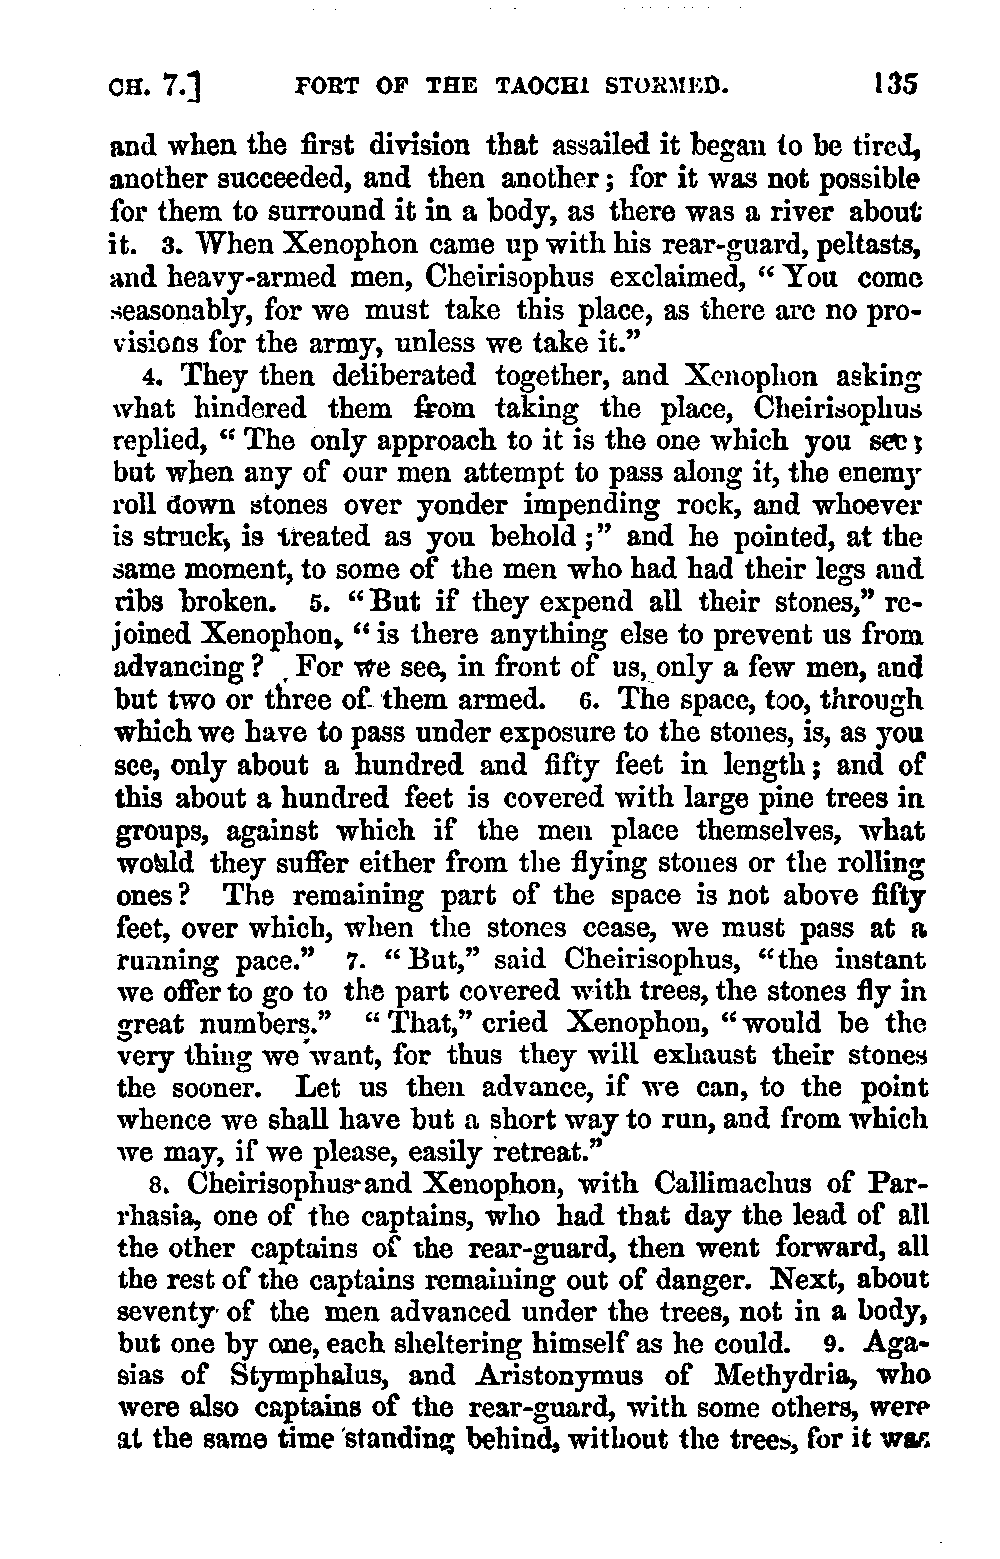 CH. 7.] FORT OF THE TAOCHI STORMED. 135
and when the first division that assailed it began to be tired,
another succeeded, and then another; for it was not possible
for them to surround it in a body, as there was a river about
it. 3. When Xenophon came up with his rear-guard, peltasts,
and heavy-armed men, Cheirisophus exclaimed, “You come
seasonably, for we must take this place, as there are no pro-
visions for the army, unless we take it.”
4. They then deliberated together, and Xenophon asking
what hindered them from taking the place, Cheirisophus
replied, “The only approach to it is the one which you see;
but when any of our men attempt to pass along it, the enemy
roll down stones over yonder impending rock, and whoever
is struck, is treated as you behold;” and he pointed, at the
same moment, to some of the men who had had their legs and
ribs broken. 5. “But if they expend all their stones,” re-
joined Xenophon, “is there anything else to prevent us from
advancing? For we see, in front of us, only a few men, and
but two or three of them armed. 6. The space, too, through
which we have to pass under exposure to the stones, is, as you
see, only about a hundred and fifty feet in length; and of
this about a hundred feet is covered with large pine trees in
groups, against which if the men place themselves, what
would they suffer either from the flying stones or the rolling
ones? The remaining part of the space is not above fifty
feet, over which, when the stones cease, we must pass at a
running pace.” 7. “But,” said Cheirisophus, “the instant
we offer to go to the part covered with trees, the stones fly in
great numbers.” “That,” cried Xenophon, “would be the
very thing we want, for thus they will exhaust their stones
the sooner. Let us then advance, if we can, to the point
whence we shall have but a short way to run, and from which
we may, if we please, easily retreat.”
8. Cheirisophus and Xenophon, with Callimachus of Par-
rhasia, one of the captains, who had that day the lead of all
the other captains of the rear-guard, then went forward, all
the rest of the captains remaining out of danger. Next, about
seventy of the men advanced under the trees, not in a body,
but one by one, each sheltering himself as he could. 9. Aga-
sias of Stymphalus, and Aristonymus of Methydria, who
were also captains of the rear-guard, with some others, were
at the same time standing behind, without the trees, for it was